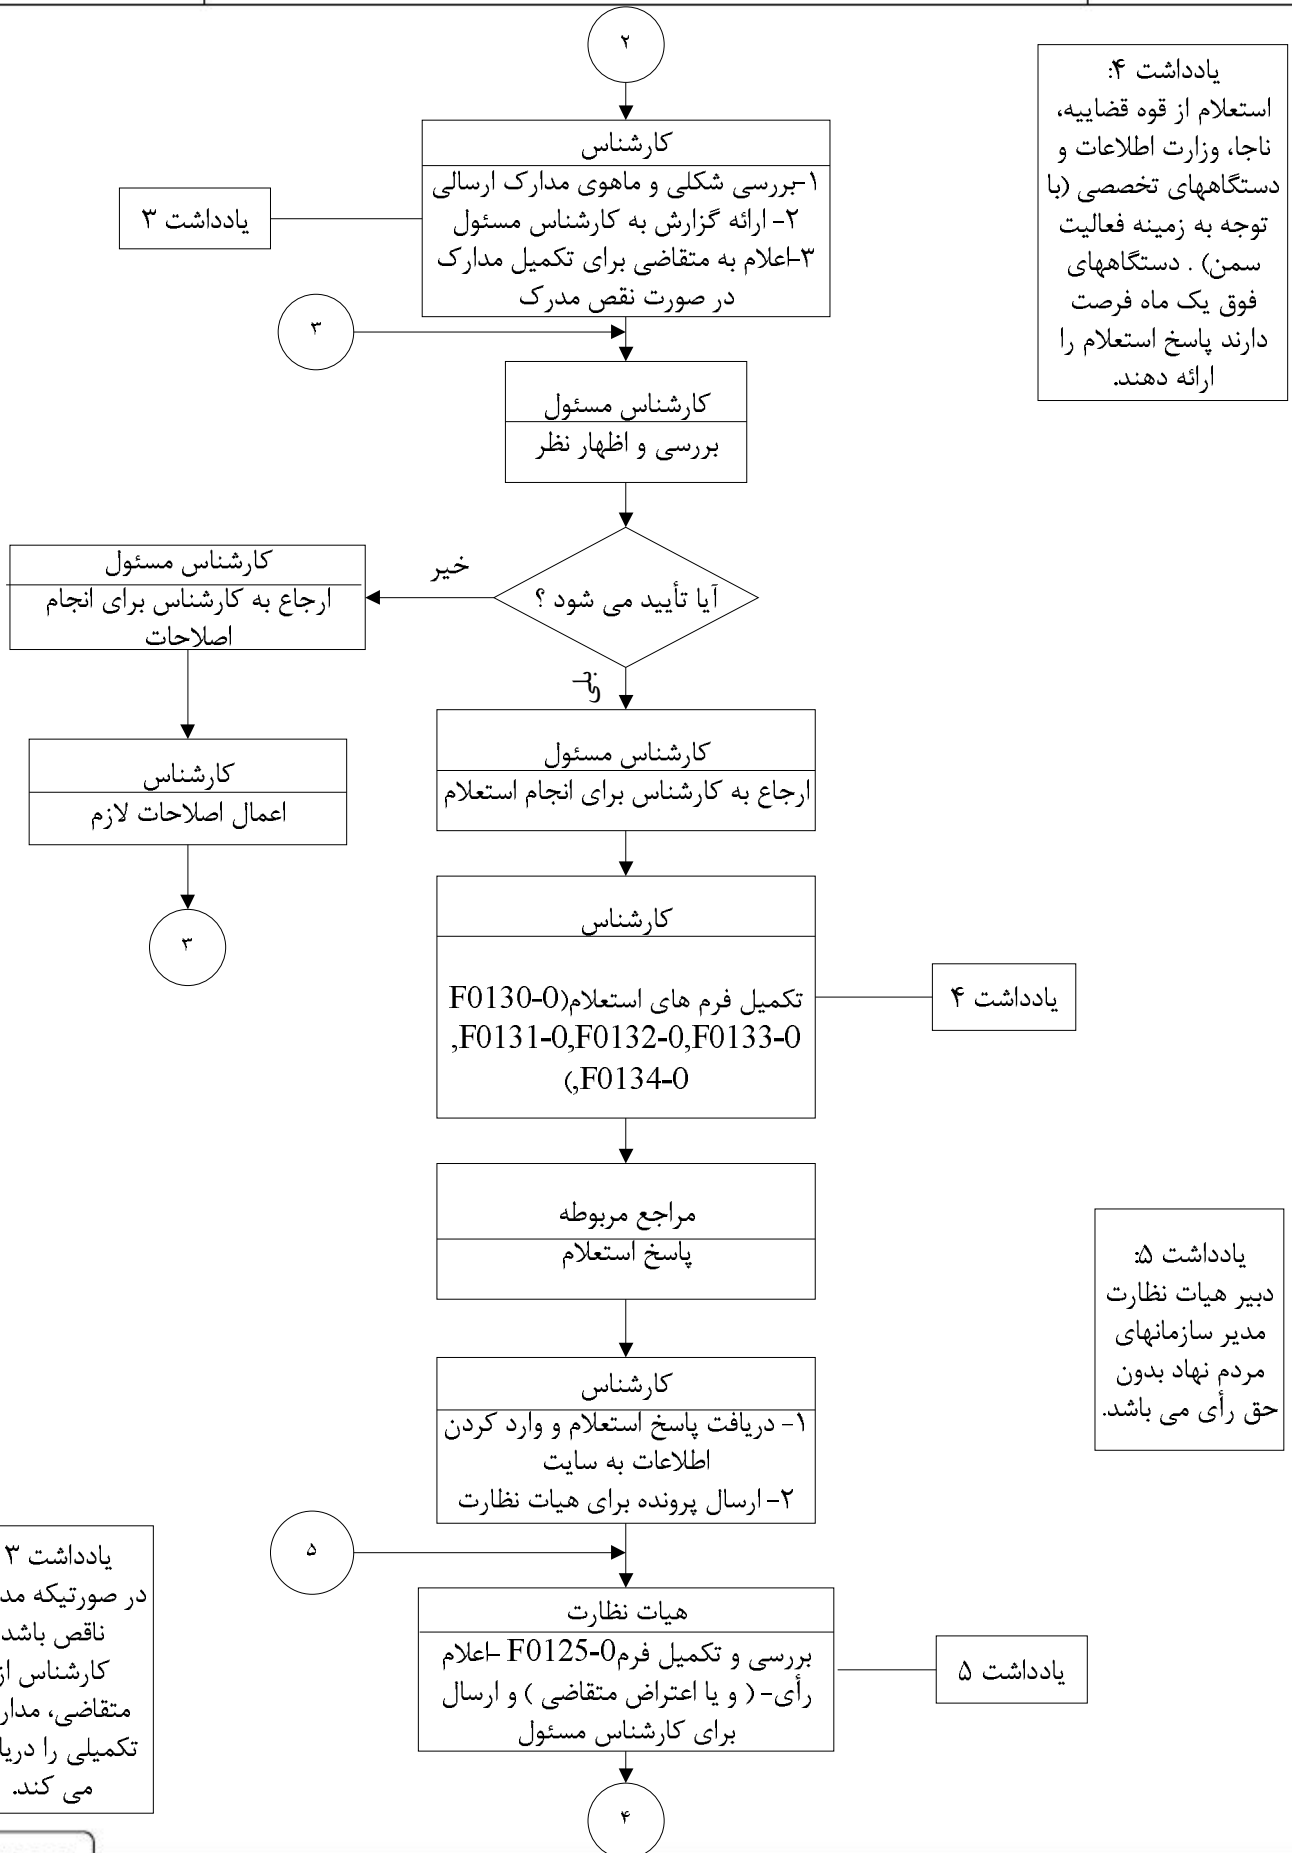 ۲
یادداشت ۴:
استعلام از قوه قضاییه،
ناجا، وزارت اطلاعات و
دستگاههای تخصصی (با
توجه به زمینه فعالیت
سمن) . دستگاههای
فوق یک ماه فرصت
دارند پاسخ استعلام را
ارائه دهند.
کارشناس
۱-بررسی شکلی و ماهوی مدارک ارسالی
۲- ارائه گزارش به کارشناس مسئول
۳-اعلام به متقاضی برای تکمیل مدارک
در صورت نقص مدرک
یادداشت ۳
۳
کارشناس مسئول
بررسی و اظهار نظر
آیا تأیید می شود ؟
خیر
کارشناس مسئول
ارجاع به کارشناس برای انجام
اصلاحات
بلی
کارشناس
اعمال اصلاحات لازم
۳
کارشناس مسئول
ارجاع به کارشناس برای انجام استعلام
کارشناس
تکمیل فرم های استعلام(F0130-0
,F0131-0,F0132-0,F0133-0
(,F0134-0
یادداشت ۴
مراجع مربوطه
پاسخ استعلام
یادداشت ۵:
دبیر هیات نظارت
مدیر سازمانهای
مردم نهاد بدون
حق رأی می باشد.
کارشناس
۱- دریافت پاسخ استعلام و وارد کردن
اطلاعات به سایت
۲- ارسال پرونده برای هیات نظارت
۵
هیات نظارت
بررسی و تکمیل فرمF0125-0 -اعلام
رأی- ( و یا اعتراض متقاضی ) و ارسال
برای کارشناس مسئول
یادداشت ۵
یادداشت ۳
در صورتیکه
ناقص باشد
کارشناس از
متقاضی،
تکمیلی را
می کند.
۴